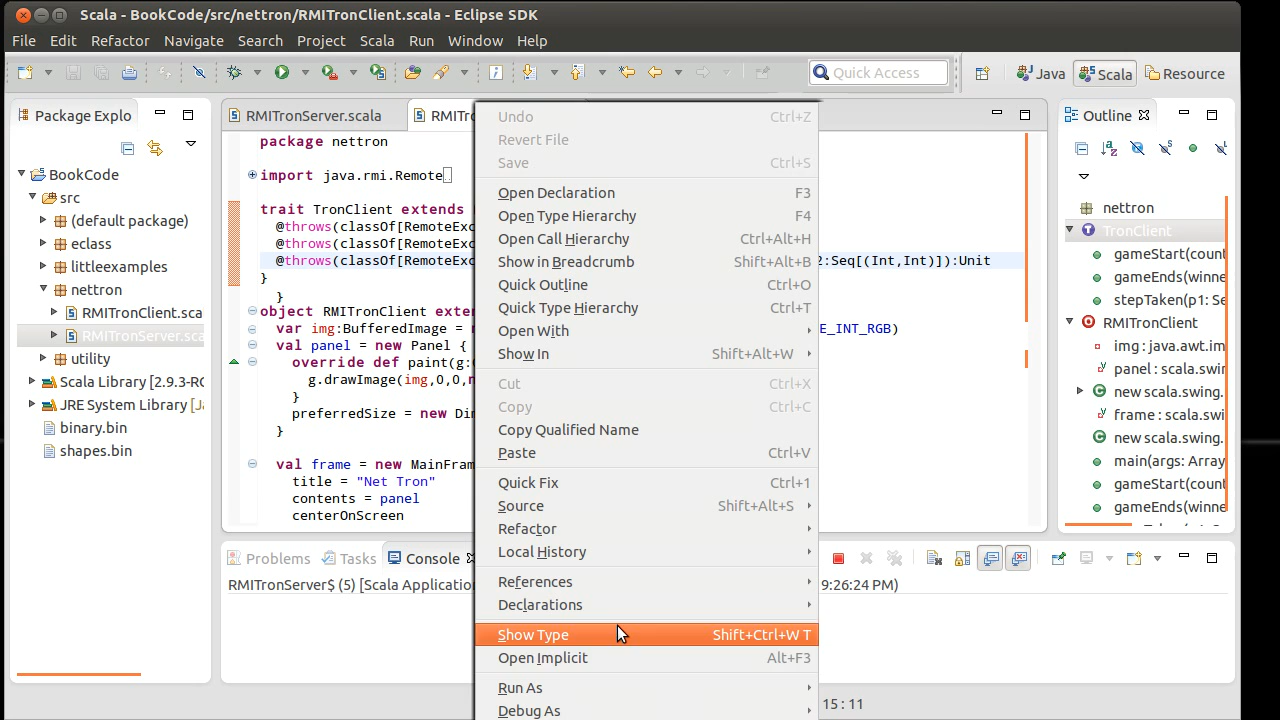 Scala - BookCode/src/nettron/RMITronClient.scala - Eclipse SDK
File Edit Refactor Navigate Search Project Scala Run Window Help
Quick Access
Java
Scala
Resource
Package Explo
BookCode
src
(default package)
eclass
littleexamples
nettron
RMITronClient.sca
RMITronServer.sca
utility
Scala Library [2.9.3-RC
JRE System Library [Ja
binary.bin
shapes.bin
RMITronServer.scala
RMITr
package nettron
import java.rmi.Remote
trait TronClient extends
@throws(classOf[RemoteExc
@throws(classOf[RemoteExc
@throws(classOf[RemoteExc 2:Seq[(Int,Int)]):Unit
}
}
object RMITronClient exte
var img:BufferedImage = E_INT_RGB)
val panel = new Panel {
override def paint(g:
g.drawImage(img,0,0,n
}
preferredSize = new Dim
}
val frame = new MainFram
title = "Net Tron"
contents = panel
centerOnScreen
Undo Ctrl+Z
Revert File
Save Ctrl+S
Open Declaration F3
Open Type Hierarchy F4
Open Call Hierarchy Ctrl+Alt+H
Show in Breadcrumb Shift+Alt+B
Quick Outline Ctrl+O
Quick Type Hierarchy Ctrl+T
Open With
Show In Shift+Alt+W
Cut Ctrl+X
Copy Ctrl+C
Copy Qualified Name
Paste Ctrl+V
Quick Fix Ctrl+1
Source Shift+Alt+S
Refactor
Local History
References
Declarations
Show Type Shift+Ctrl+W T
Open Implicit Alt+F3
Run As
Debug As
Outline
nettron
TronClient
gameStart(count
gameEnds(winne
stepTaken(p1: Se
RMITronClient
img : java.awt.im
panel : scala.swin
new scala.swing.
frame : scala.swi
new scala.swing.
main(args: Array
gameStart(count
gameEnds(winne
Problems Tasks Console
RMITronServer$ (5) [Scala Application 9:26:24 PM)
15 : 11